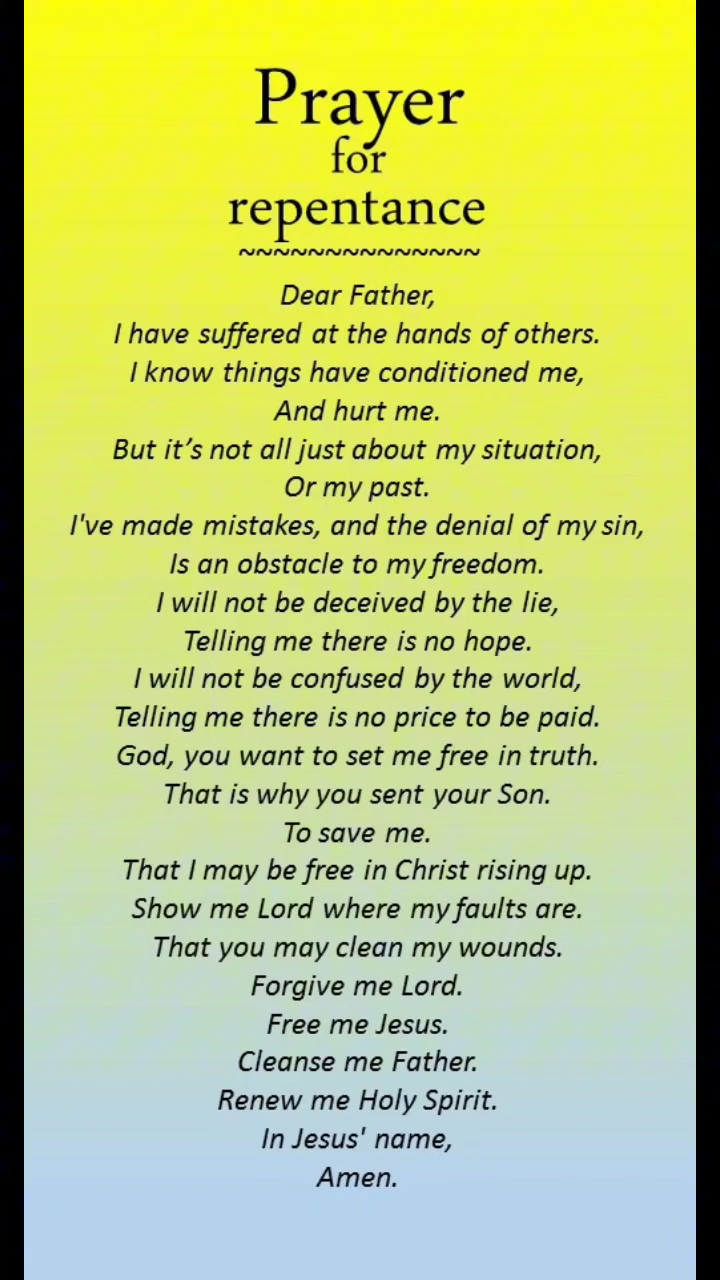 Prayer
for
repentance
~~~~~~~~~~~~~~
Dear Father,
I have suffered at the hands of others.
I know things have conditioned me,
And hurt me.
But it’s not all just about my situation,
Or my past.
I've made mistakes, and the denial of my sin,
Is an obstacle to my freedom.
I will not be deceived by the lie,
Telling me there is no hope.
I will not be confused by the world,
Telling me there is no price to be paid.
God, you want to set me free in truth.
That is why you sent your Son.
To save me.
That I may be free in Christ rising up.
Show me Lord where my faults are.
That you may clean my wounds.
Forgive me Lord.
Free me Jesus.
Cleanse me Father.
Renew me Holy Spirit.
In Jesus' name,
Amen.